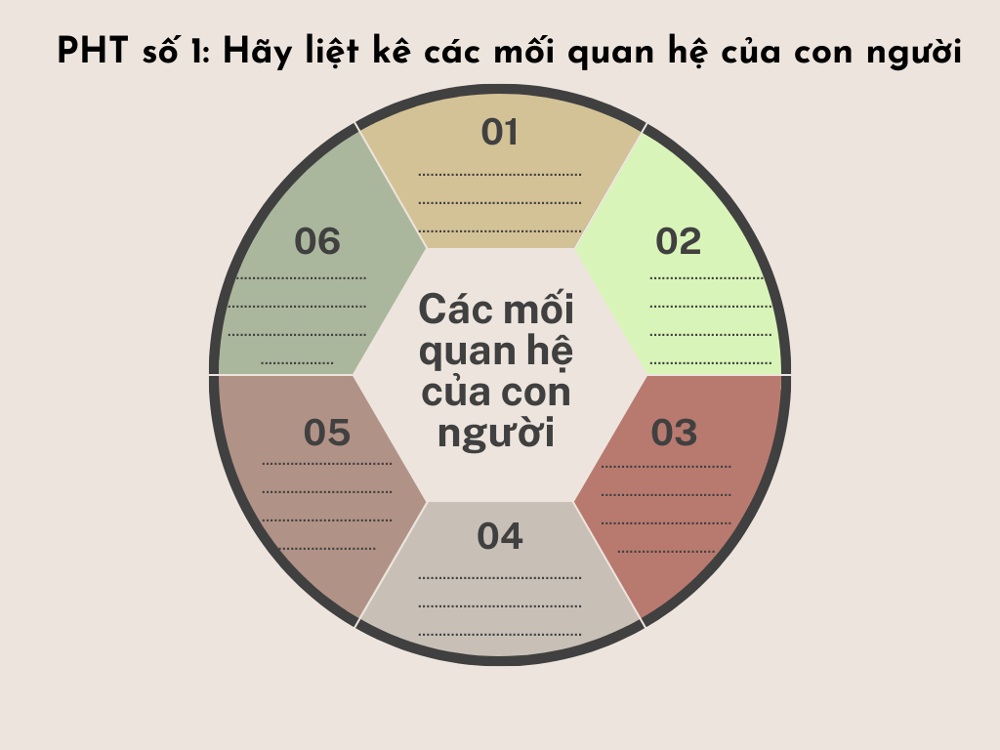 PHT số 1: Hãy liệt kê các mối quan hệ của con người
01
02
03
04
05
06
Các mối
quan hệ
của con
người